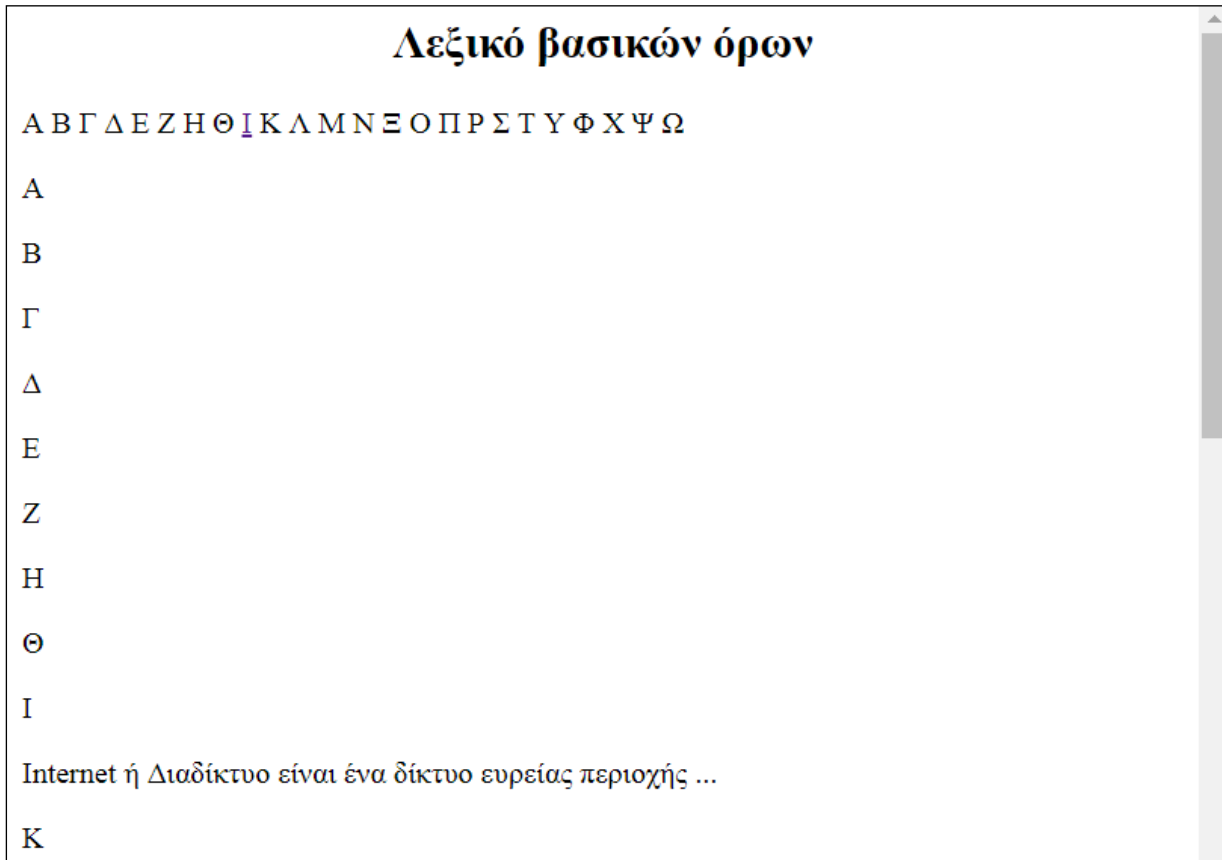 Λεξικό βασικών όρων
Α Β Γ Δ Ε Ζ Η Θ Ι Κ Λ Μ Ν Ξ Ο Π Ρ Σ Τ Υ Φ Χ Ψ Ω
Α
Β
Γ
Δ
Ε
Ζ
Η
Θ
Ι
Internet ή Διαδίκτυο είναι ένα δίκτυο ευρείας περιοχής ...
Κ